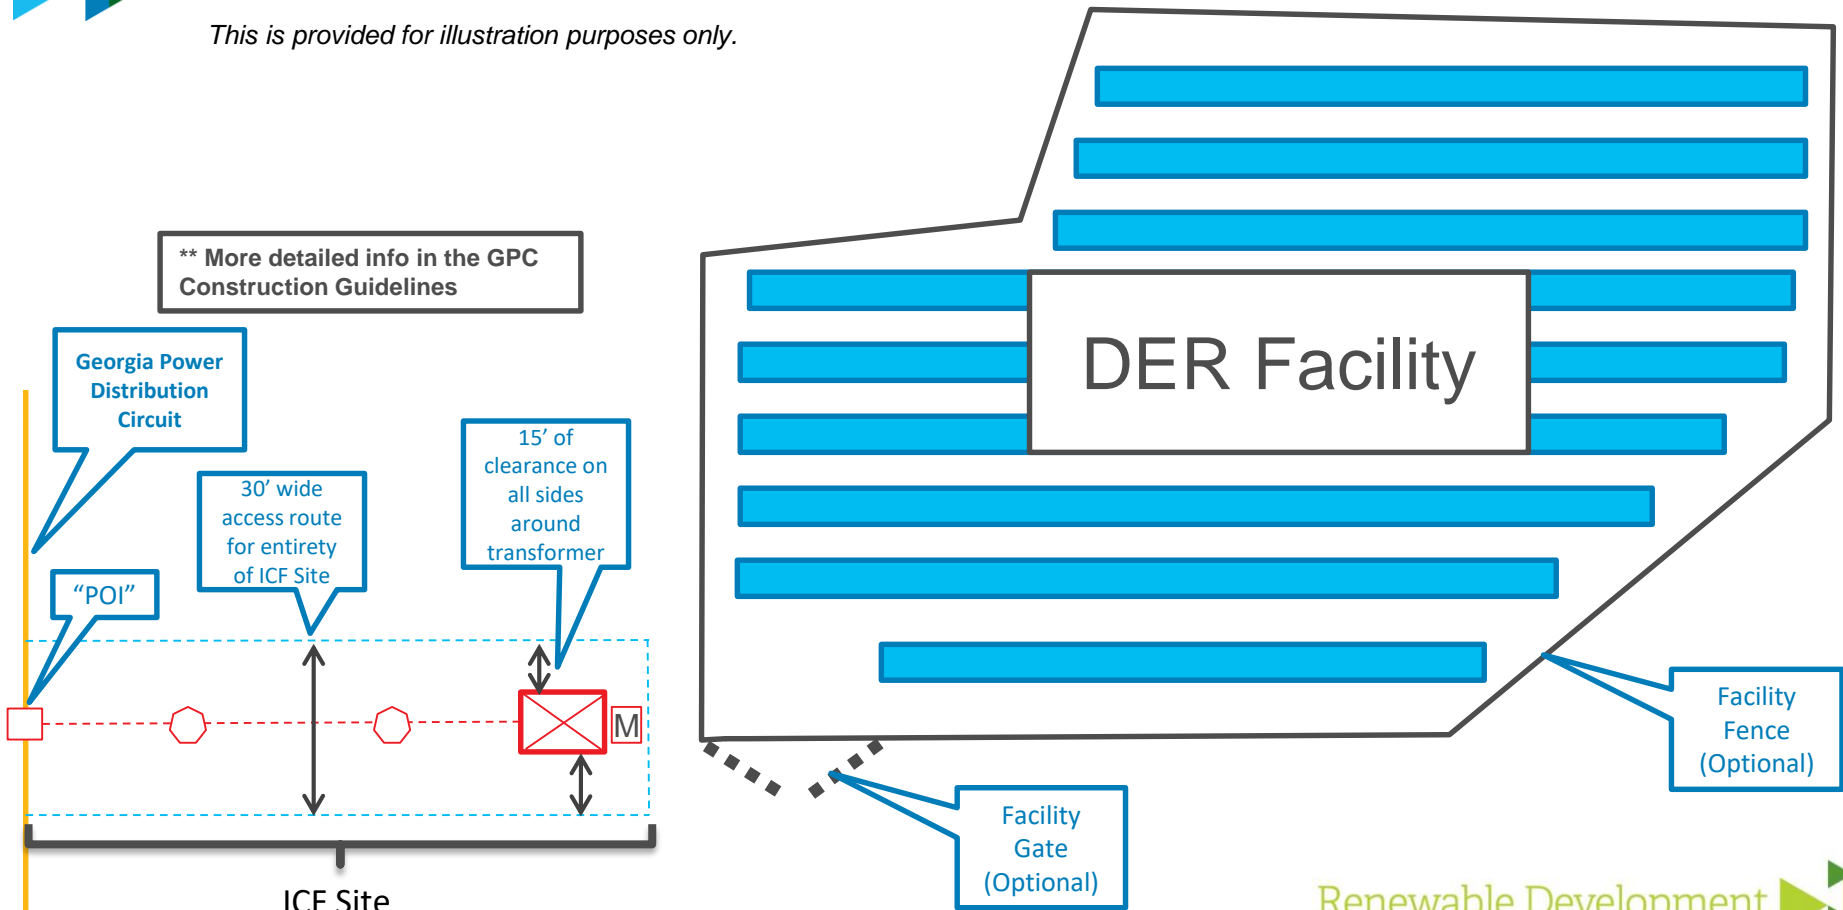 This is provided for illustration purposes only.
** More detailed info in the GPC
Construction Guidelines
Georgia Power
Distribution
Circuit
30’ wide
access route
for entirety
of ICF Site
15’ of
clearance on
all sides
around
transformer
“POI”
M
ICF Site
DER Facility
Facility
Fence
(Optional)
Facility
Gate
(Optional)
Renewable Development